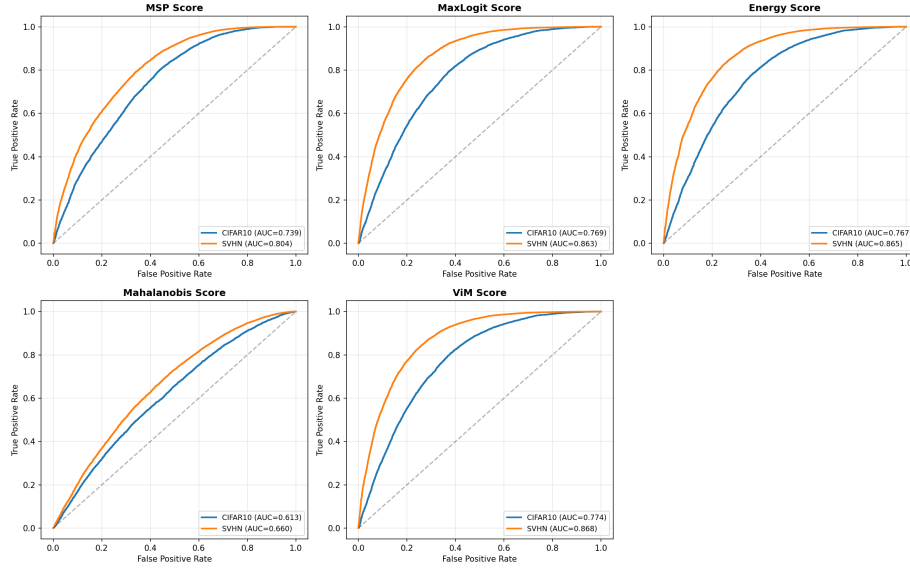 MSP Score
True Positive Rate
1.0
0.8
0.6
0.4
0.2
0.0
CIFAR10 (AUC=0.739)
SVHN (AUC=0.804)
0.0 0.2 0.4 0.6 0.8 1.0
False Positive Rate
MaxLogit Score
True Positive Rate
1.0
0.8
0.6
0.4
0.2
0.0
CIFAR10 (AUC=0.769)
SVHN (AUC=0.863)
0.0 0.2 0.4 0.6 0.8 1.0
False Positive Rate
Energy Score
True Positive Rate
1.0
0.8
0.6
0.4
0.2
0.0
CIFAR10 (AUC=0.767
SVHN (AUC=0.865)
0.0 0.2 0.4 0.6 0.8 1.0
False Positive Rate
Mahalanobis Score
True Positive Rate
1.0
0.8
0.6
0.4
0.2
0.0
CIFAR10 (AUC=0.613)
SVHN (AUC=0.660)
0.0 0.2 0.4 0.6 0.8 1.0
False Positive Rate
ViM Score
True Positive Rate
1.0
0.8
0.6
0.4
0.2
0.0
CIFAR10 (AUC=0.774)
SVHN (AUC=0.868)
0.0 0.2 0.4 0.6 0.8 1.0
False Positive Rate